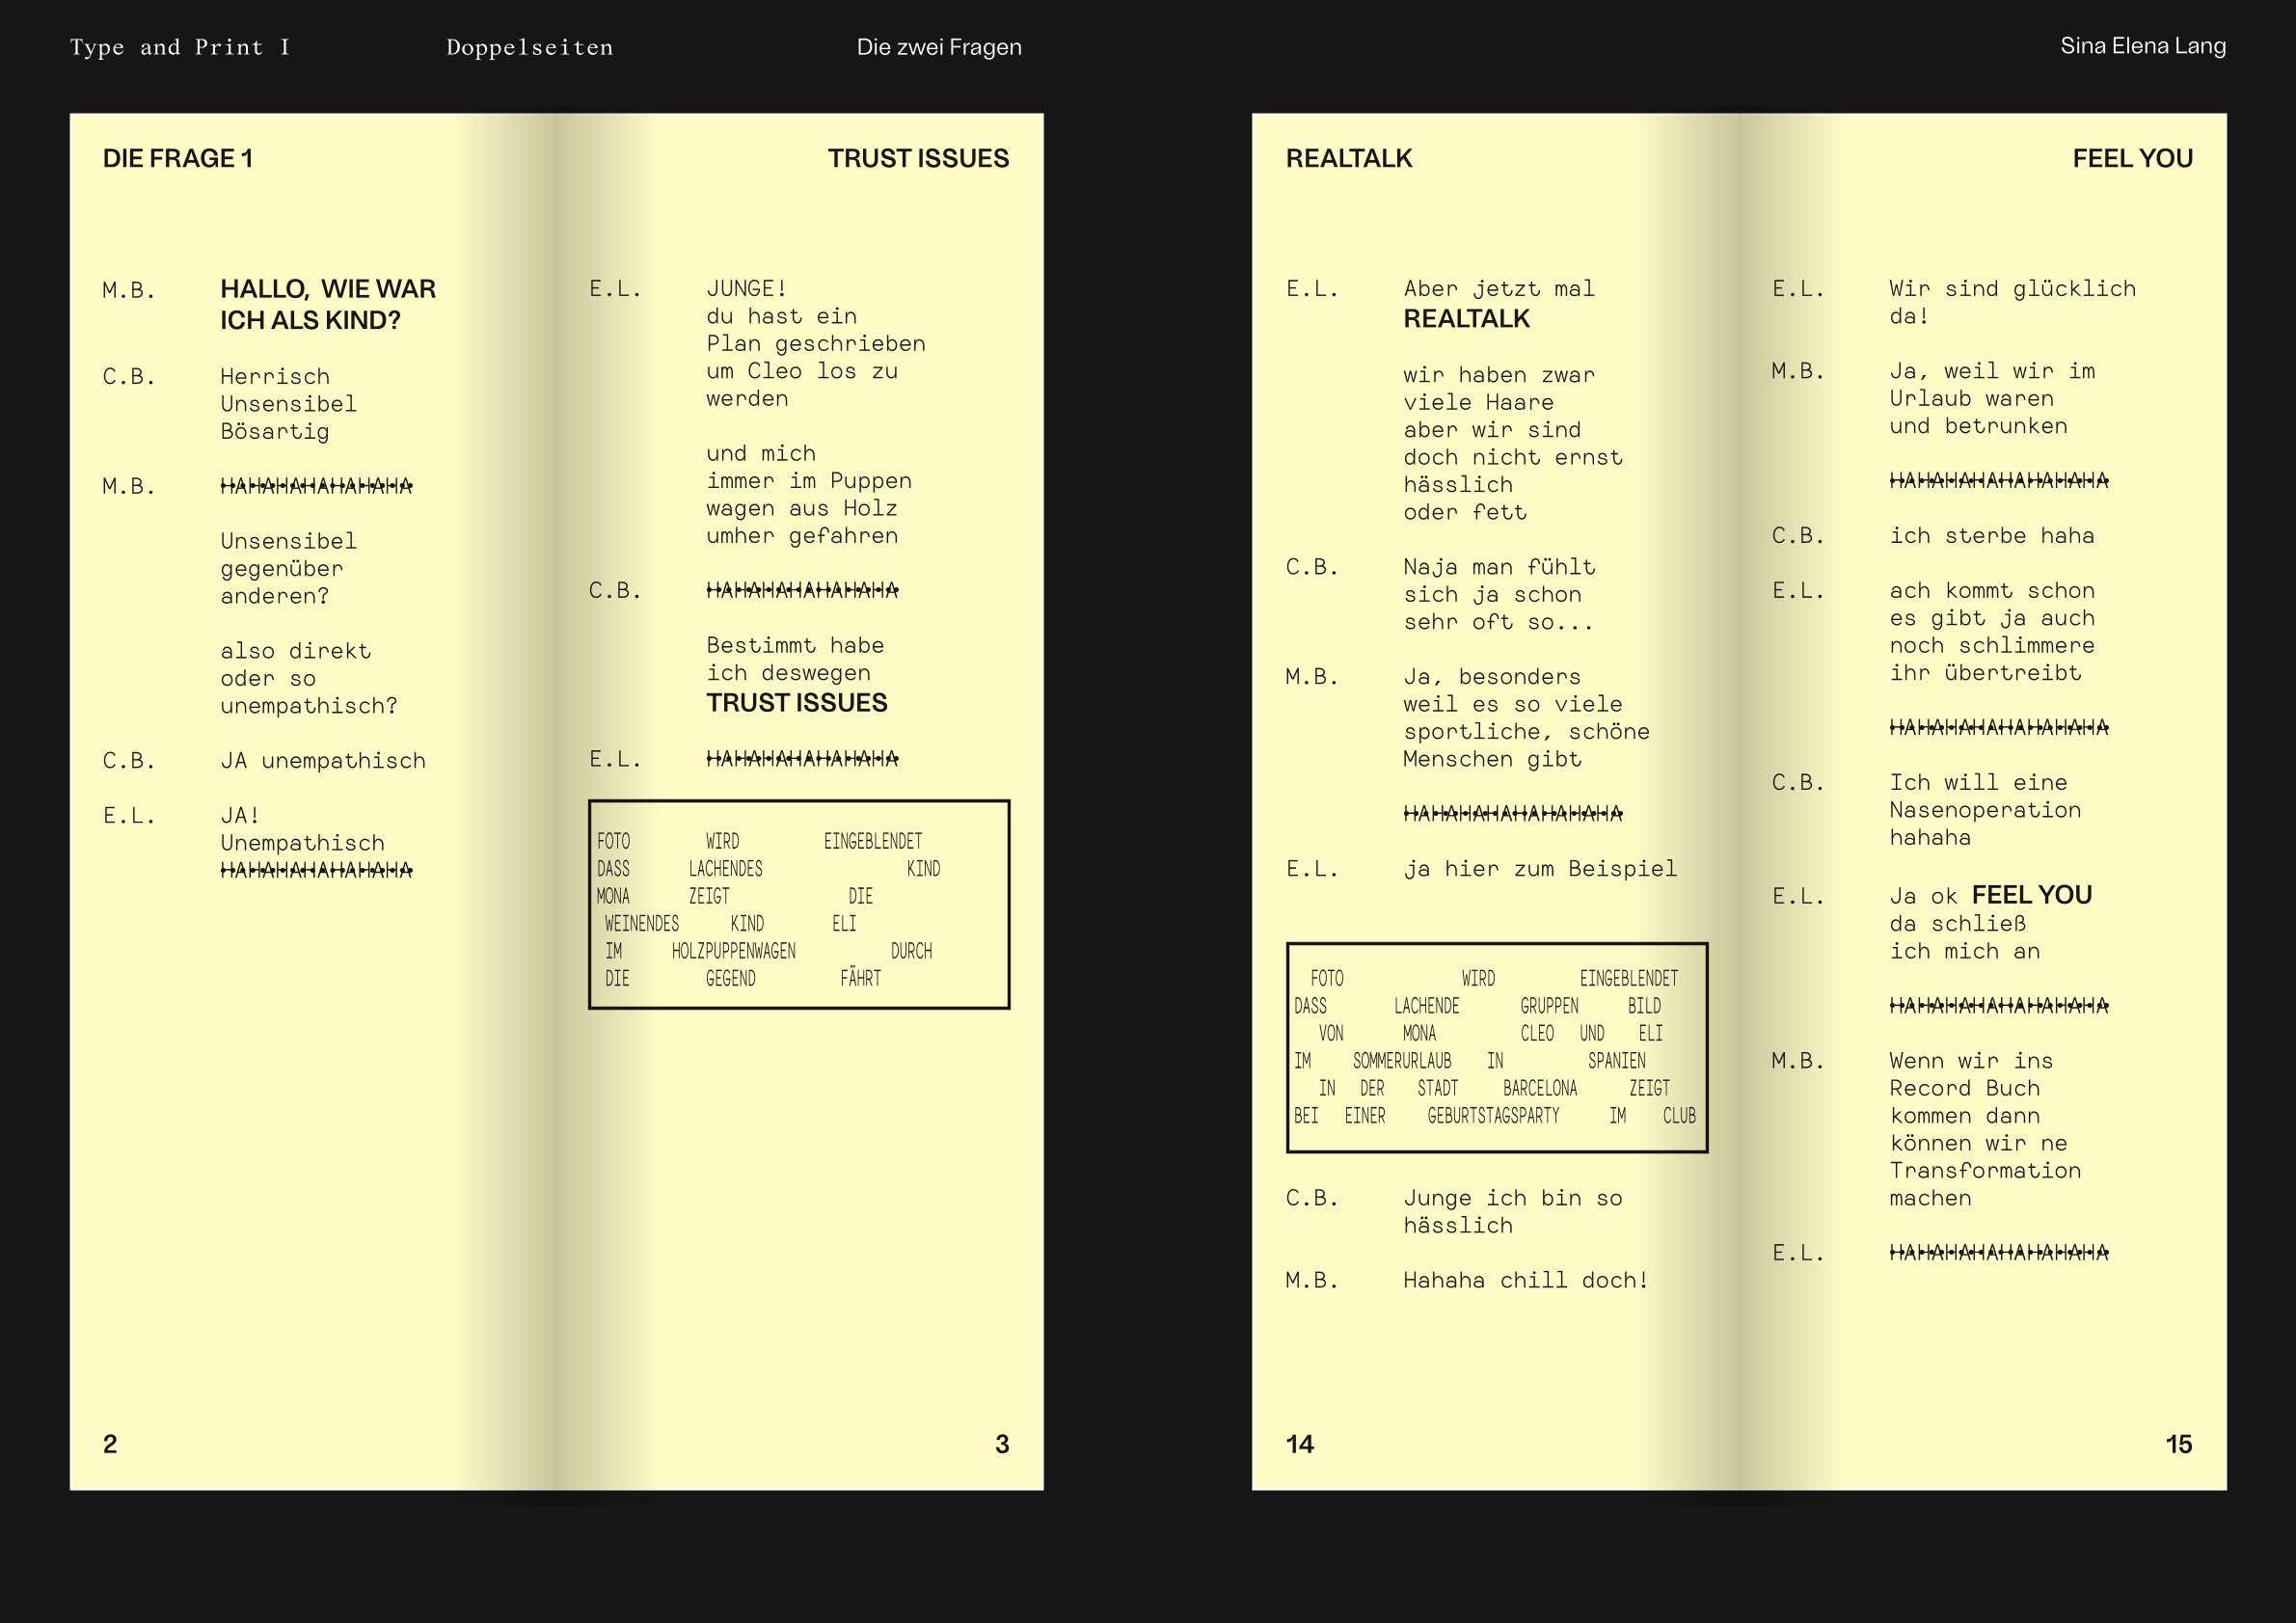 Type and Print I
Doppelseiten
Die zwei Fragen
Sina Elena Lang
DIE FRAGE 1
M.B. HALLO, WIE WAR
ICH ALS KIND?
C.B. Herrisch
Unsensibel
Bösartig
M.B. HAHAHAHAHAHAHA
Unsensibel
gegenüber
anderen?
also direkt
oder so
unempathisch?
C.B. JA unempathisch
E.L. JA!
Unempathisch
HAHAHAHAHAHAHA
2
TRUST ISSUES
E.L. JUNGE!
du hast ein
Plan geschrieben
um Cleo los zu
werden
und mich
immer im Puppen
wagen aus Holz
umher gefahren
C.B. HAHAHAHAHAHAHA
Bestimmt habe
ich deswegen
TRUST ISSUES
E.L. HAHAHAHAHAHAHA
FOTO WIRD EINGEBLENDET
DASS LACHENDES KIND
MONA ZEIGT DIE
WEINENDES KIND ELI
IM HOLZPUPPENWAGEN DURCH
DIE GEGEND FÄHRT
3
REALTALK
E.L. Aber jetzt mal
REALTALK
wir haben zwar
viele Haare
aber wir sind
doch nicht ernst
hässlich
oder fett
C.B. Naja man fühlt
sich ja schon
sehr oft so...
M.B. Ja, besonders
weil es so viele
sportliche, schöne
Menschen gibt
HAHAHAHAHAHAHAHA
E.L. ja hier zum Beispiel
FOTO WIRD EINGEBLENDET
DASS LACHENDE GRUPPEN BILD
VON MONA CLEO UND ELI
IM SOMMERURLAUB IN SPANIEN
IN DER STADT BARCELONA ZEIGT
BEI EINER GEBURTSTAGSPARTY IM CLUB
C.B. Junge ich bin so
hässlich
M.B. Hahaha chill doch!
14
FEEL YOU
E.L. Wir sind glücklich
da!
M.B. Ja, weil wir im
Urlaub waren
und betrunken
HAHAHAHAHAHAHAHA
C.B. ich sterbe haha
E.L. ach kommt schon
es gibt ja auch
noch schlimmere
ihr übertreibt
HAHAHAHAHAHAHAHA
C.B. Ich will eine
Nasenoperation
hahaha
E.L. Ja ok FEEL YOU
da schließ
ich mich an
HAHAHAHAHAHAHAHA
M.B. Wenn wir ins
Record Buch
kommen dann
können wir ne
Transformation
machen
E.L. HAHAHAHAHAHAHAHA
15